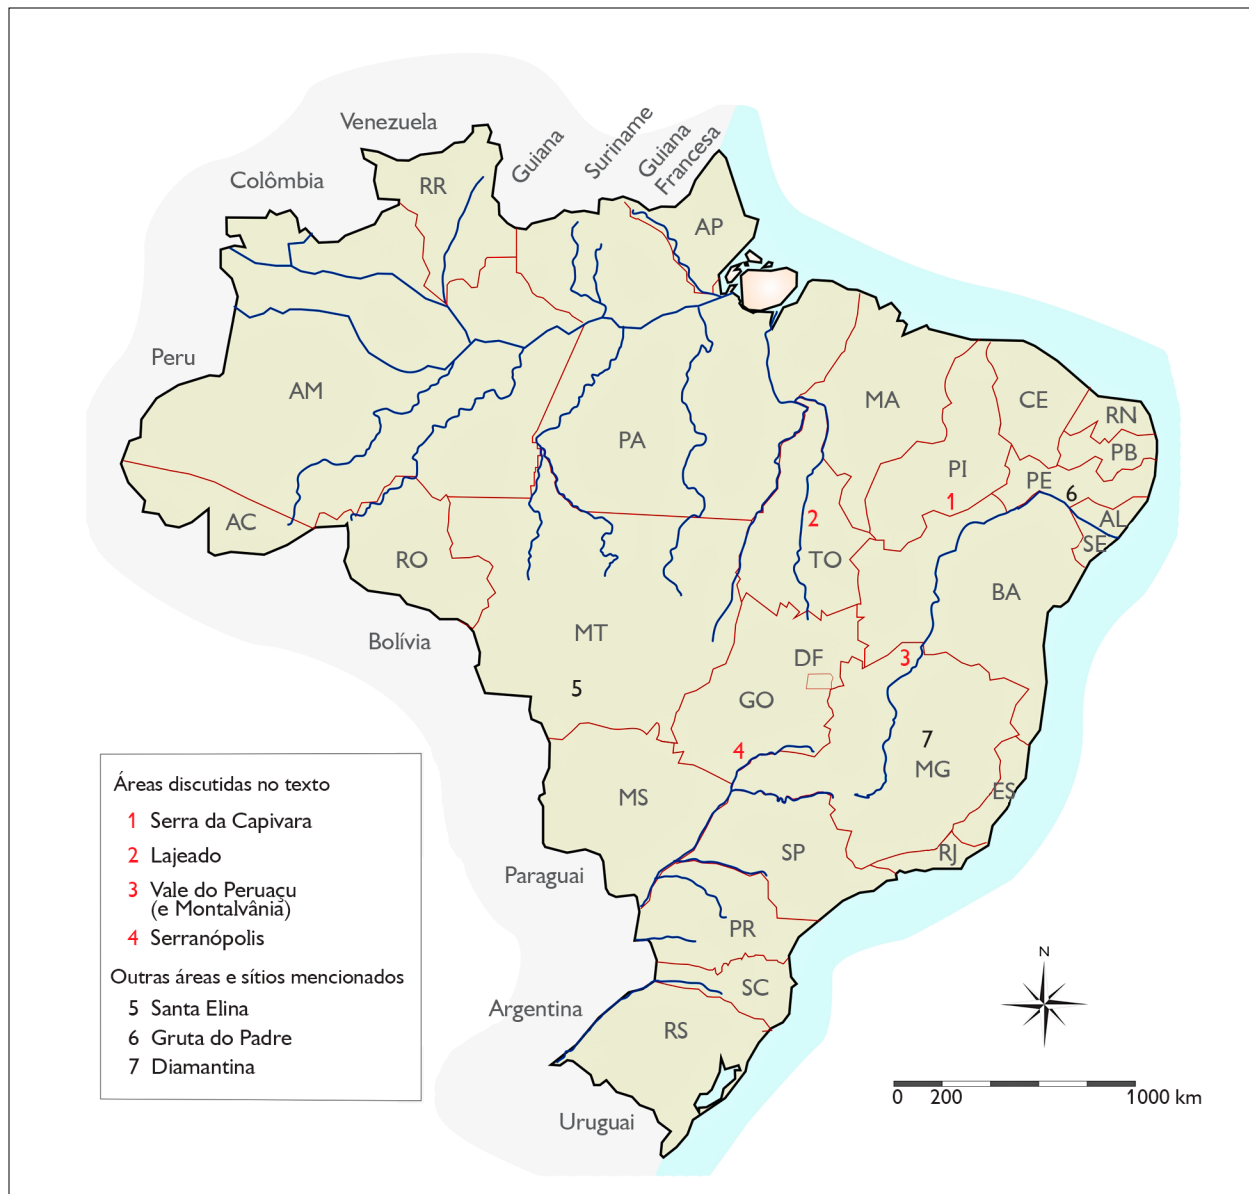 Venezuela
Colômbia
Guiana
Suriname
Guiana
Francesa
RR
AP
Peru
AM
PA
MA
CE
RN
PB
PI
PE
1
6
AC
RO
2
TO
AL
SE
BA
Bolívia
MT
5
DF
3
GO
4
7
MG
MS
ES
SP
RJ
Paraguai
PR
SC
Argentina
RS
Uruguai
Áreas discutidas no texto
1 Serra da Capivara
2 Lajeado
3 Vale do Peruaçu
(e Montalvânia)
4 Serranópolis
Outras áreas e sítios mencionados
5 Santa Elina
6 Gruta do Padre
7 Diamantina
N
0 200 1000 km